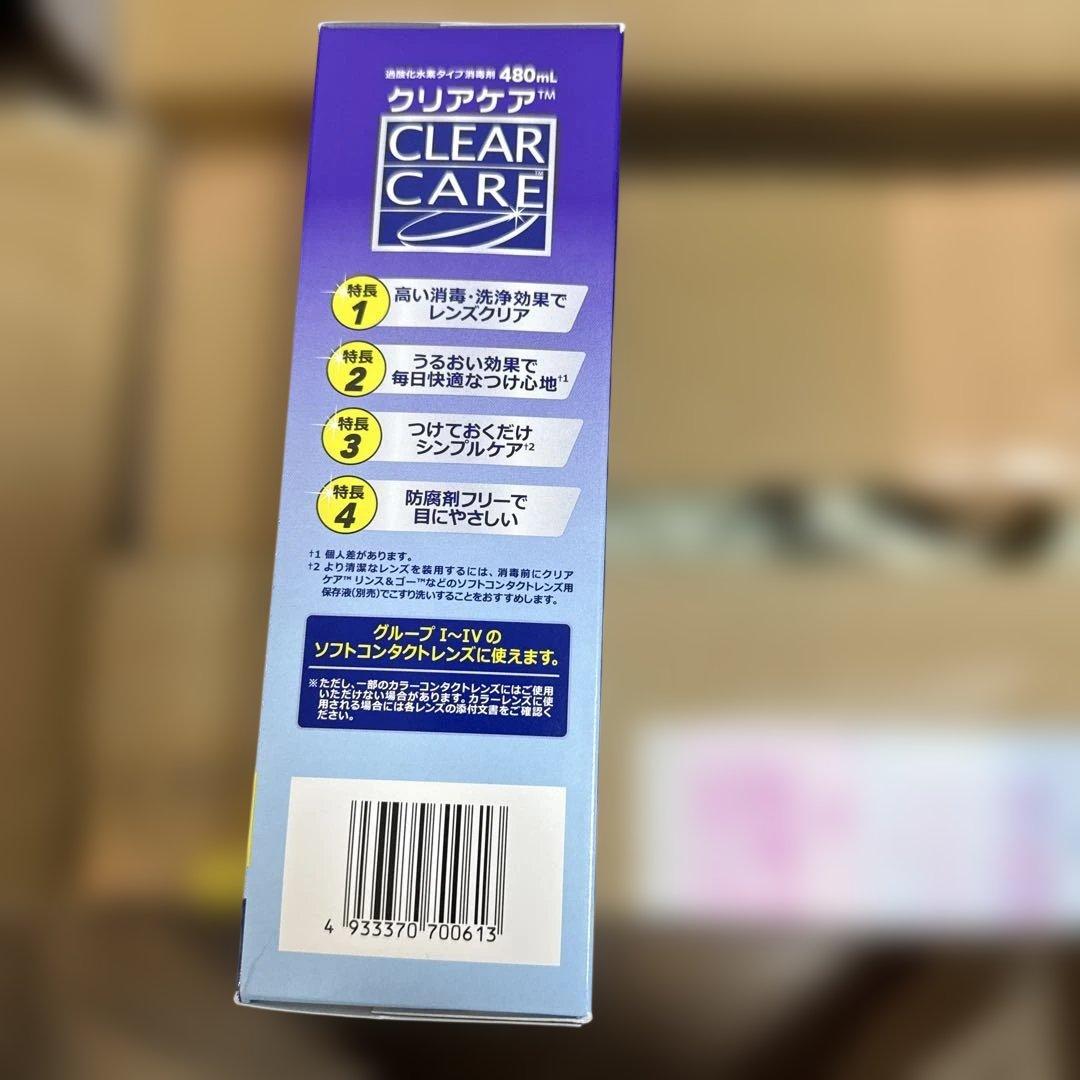 過酸化水素タイプ消毒剤 480mL
クリアケア™
CLEAR
CARE™
特長
1
高い消毒・洗浄効果で
レンズクリア
特長
2
うるおい効果で
毎日快適なつけ心地†1
特長
3
つけておくだけ
シンプルケア†2
特長
4
防腐剤フリーで
目にやさしい
†1 個人差があります。
†2 より清潔なレンズを装用するには、消毒前にクリア
ケア™ リンス＆ゴー™などのソフトコンタクトレンズ用
保存液(別売)でこすり洗いすることをおすすめします。
グループ I〜IV の
ソフトコンタクトレンズに使えます。
※ただし、一部のカラーコンタクトレンズにはご使用
いただけない場合があります。カラーレンズに使
用される場合には各レンズの添付文書をご確認く
ださい。
4 933370 700613